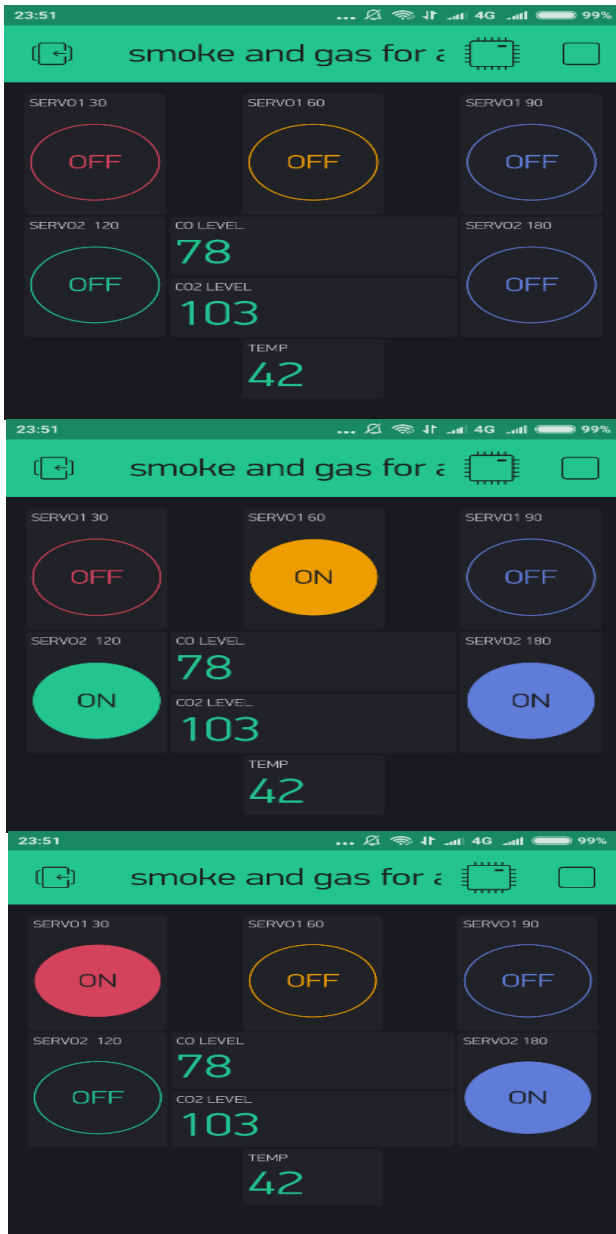 23:51 ... 4G 99%
smoke and gas for a
SERVO1 30 SERVO1 60 SERVO1 90
OFF OFF OFF
SERVO2 120 CO LEVEL SERVO2 180
78
OFF OFF
CO2 LEVEL
103
TEMP
42
23:51 ... 4G 99%
smoke and gas for a
SERVO1 30 SERVO1 60 SERVO1 90
OFF ON OFF
SERVO2 120 CO LEVEL SERVO2 180
78
ON ON
CO2 LEVEL
103
TEMP
42
23:51 ... 4G 99%
smoke and gas for a
SERVO1 30 SERVO1 60 SERVO1 90
ON OFF OFF
SERVO2 120 CO LEVEL SERVO2 180
78
OFF ON
CO2 LEVEL
103
TEMP
42